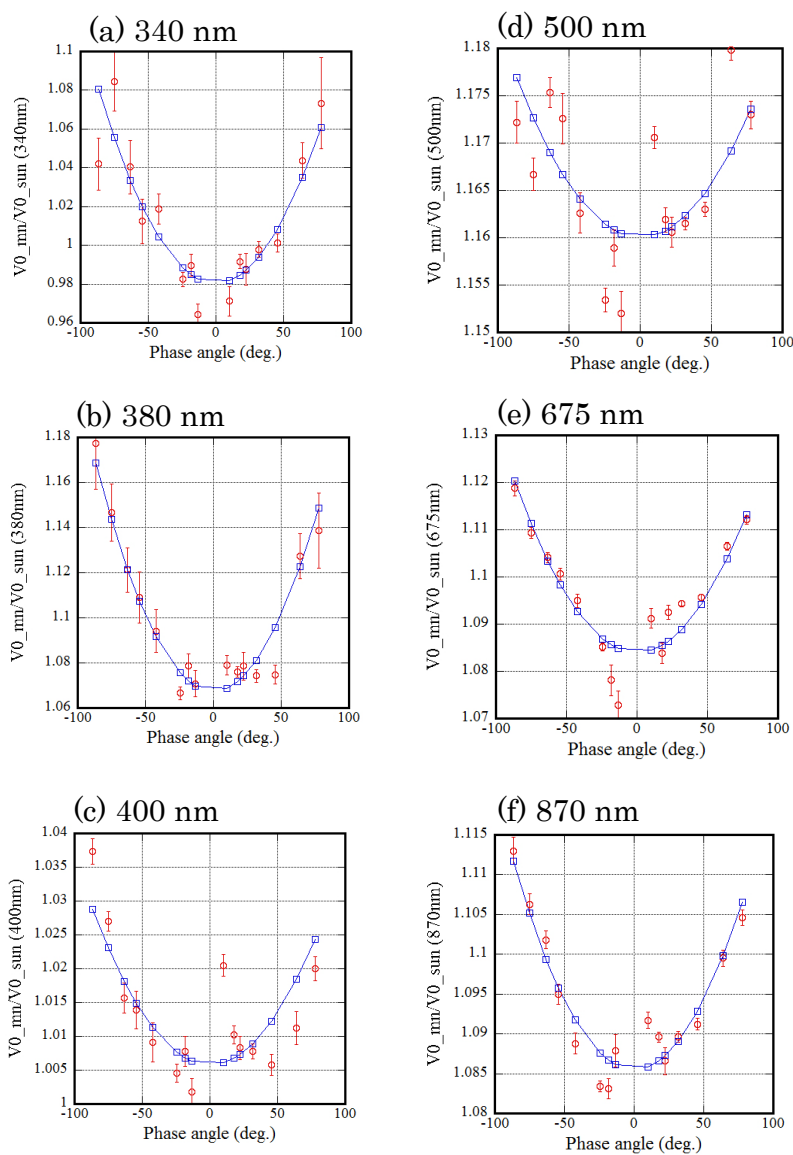 (a) 340 nm
V0_mn/V0_sun (340nm)
1.1
1.08
1.06
1.04
1.02
1
0.98
0.96
-100 -50 0 50 100
Phase angle (deg.)
(d) 500 nm
V0_mn/V0_sun (500nm)
1.18
1.175
1.17
1.165
1.16
1.155
1.15
-100 -50 0 50 100
Phase angle (deg.)
(b) 380 nm
V0_mn/V0_sun (380nm)
1.18
1.16
1.14
1.12
1.1
1.08
1.06
-100 -50 0 50 100
Phase angle (deg.)
(e) 675 nm
V0_mn/V0_sun (675nm)
1.13
1.12
1.11
1.1
1.09
1.08
1.07
-100 -50 0 50 100
Phase angle (deg.)
(c) 400 nm
V0_mn/V0_sun (400nm)
1.04
1.035
1.03
1.025
1.02
1.015
1.01
1.005
1
-100 -50 0 50 100
Phase angle (deg.)
(f) 870 nm
V0_mn/V0_sun (870nm)
1.115
1.11
1.105
1.1
1.095
1.09
1.085
1.08
-100 -50 0 50 100
Phase angle (deg.)